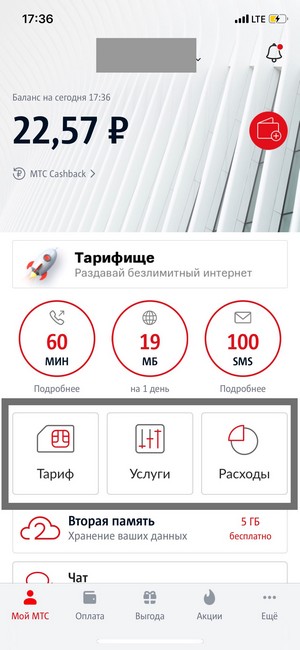 17:36
LTE
Баланс на сегодня 17:36
22,57 ₽
МТС Cashback
Тарифище
Раздавай безлимитный интернет
60
МИН
19
МБ
100
SMS
Подробнее
на 1 день
Подробнее
Тариф
Услуги
Расходы
Вторая память
5 ГБ
Хранение ваших данных
бесплатно
Чат
Мой МТС
Оплата
Выгода
Акции
Ещё